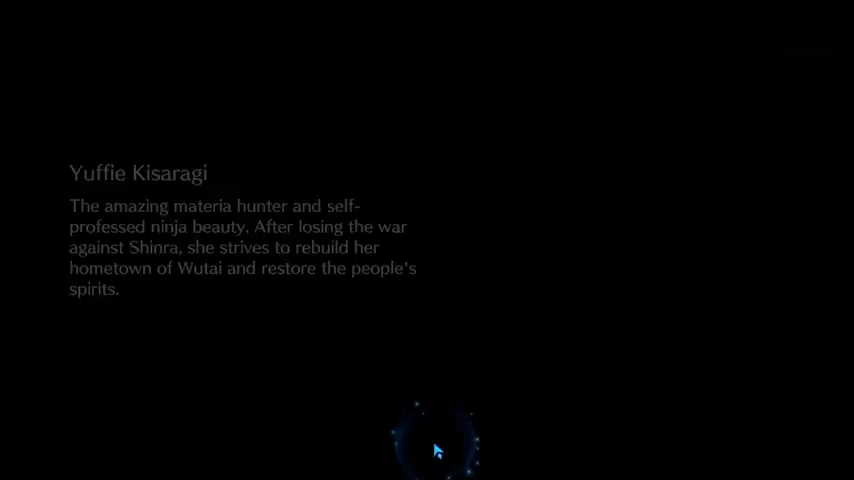 Yuffie Kisaragi
The amazing materia hunter and self-
professed ninja beauty. After losing the war
against Shinra, she strives to rebuild her
hometown of Wutai and restore the people's
spirits.